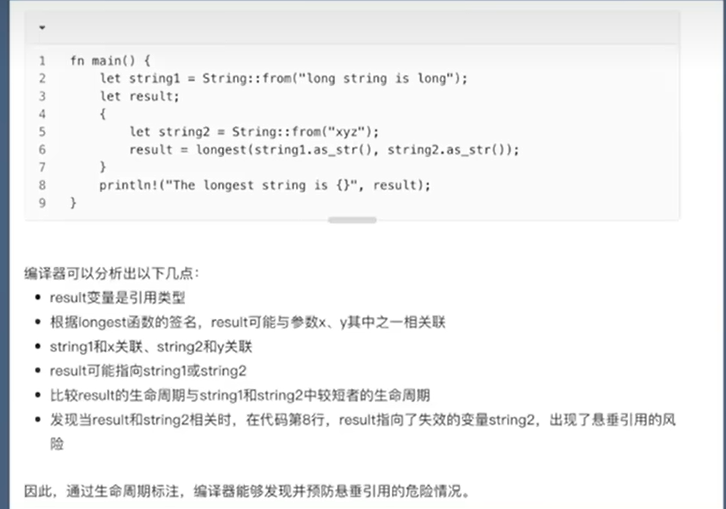 1 fn main() {
2 let string1 = String::from("long string is long");
3 let result;
4 {
5 let string2 = String::from("xyz");
6 result = longest(string1.as_str(), string2.as_str());
7 }
8 println!("The longest string is {}", result);
9 }
编译器可以分析出以下几点：
• result变量是引用类型
• 根据longest函数的签名，result可能与参数x、y其中之一相关联
• string1和x关联、string2和y关联
• result可能指向string1或string2
• 比较result的生命周期与string1和string2中较短者的生命周期
• 发现当result和string2相关时，在代码第8行，result指向了失效的变量string2，出现了悬垂引用的风
险
因此，通过生命周期标注，编译器能够发现并预防悬垂引用的危险情况。